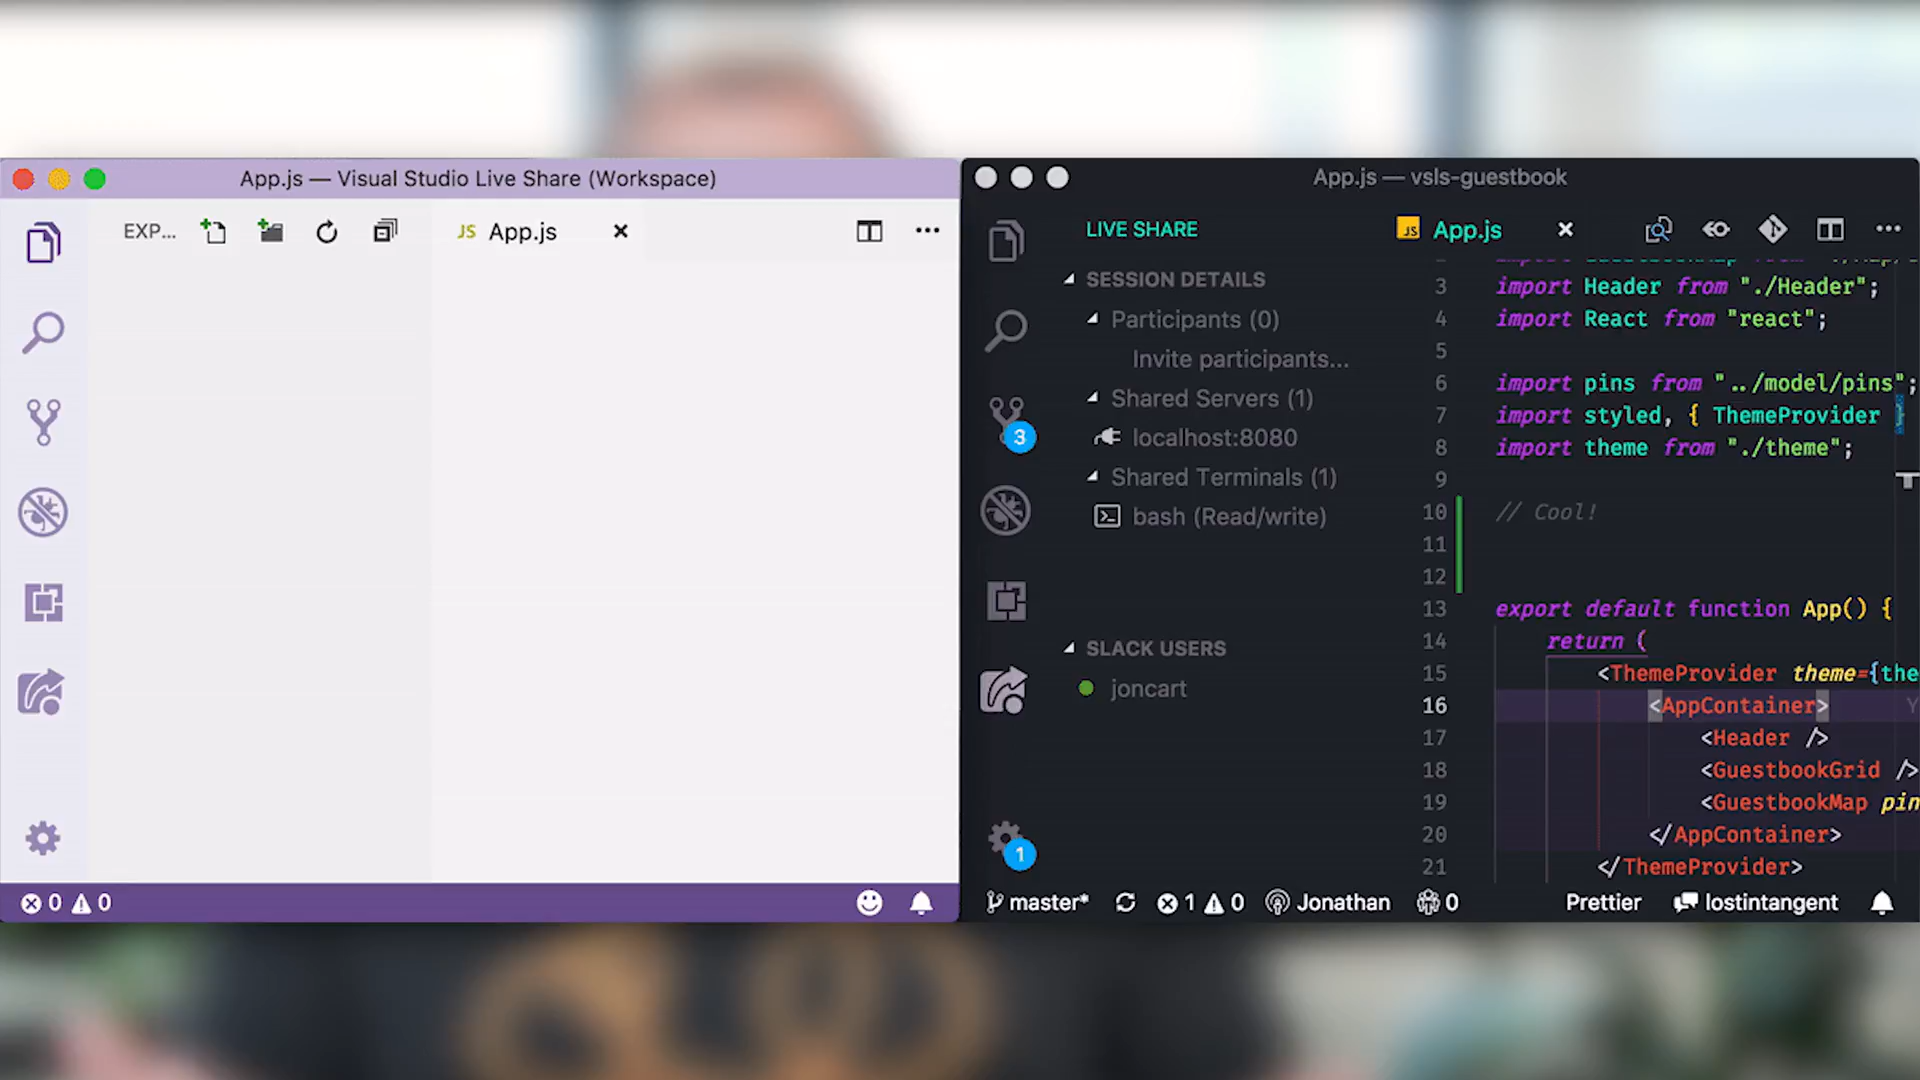 App.js — Visual Studio Live Share (Workspace)
EXP...
JS App.js
0 0
App.js — vsls-guestbook
LIVE SHARE
SESSION DETAILS
Participants (0)
Invite participants...
Shared Servers (1)
localhost:8080
Shared Terminals (1)
bash (Read/write)
SLACK USERS
joncart
3
1
JS App.js
3 import Header from "./Header";
4 import React from "react";
5
6 import pins from "../model/pins";
7 import styled, { ThemeProvider }
8 import theme from "./theme";
9
10 // Cool!
11
12
13 export default function App() {
14 return (
15 <ThemeProvider theme={the
16 <AppContainer> Y
17 <Header />
18 <GuestbookGrid />
19 <GuestbookMap pin
20 </AppContainer>
21 </ThemeProvider>
master* 1 0 Jonathan 0 Prettier lostintangent